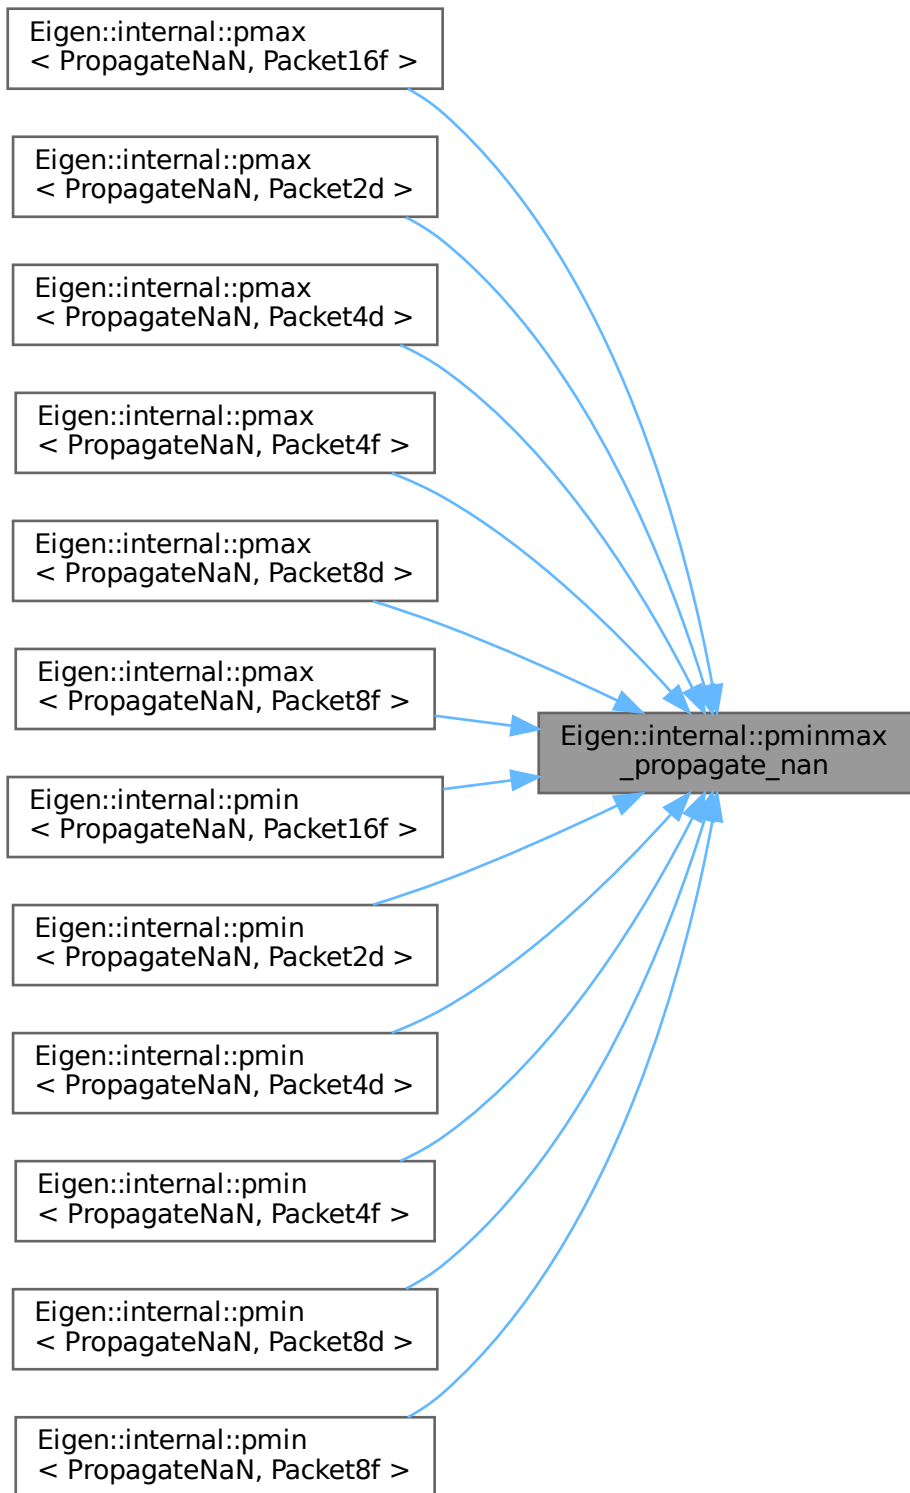 Eigen::internal::pmax
< PropagateNaN, Packet16f >
Eigen::internal::pmax
< PropagateNaN, Packet2d >
Eigen::internal::pmax
< PropagateNaN, Packet4d >
Eigen::internal::pmax
< PropagateNaN, Packet4f >
Eigen::internal::pmax
< PropagateNaN, Packet8d >
Eigen::internal::pmax
< PropagateNaN, Packet8f >
Eigen::internal::pminmax
_propagate_nan
Eigen::internal::pmin
< PropagateNaN, Packet16f >
Eigen::internal::pmin
< PropagateNaN, Packet2d >
Eigen::internal::pmin
< PropagateNaN, Packet4d >
Eigen::internal::pmin
< PropagateNaN, Packet4f >
Eigen::internal::pmin
< PropagateNaN, Packet8d >
Eigen::internal::pmin
< PropagateNaN, Packet8f >